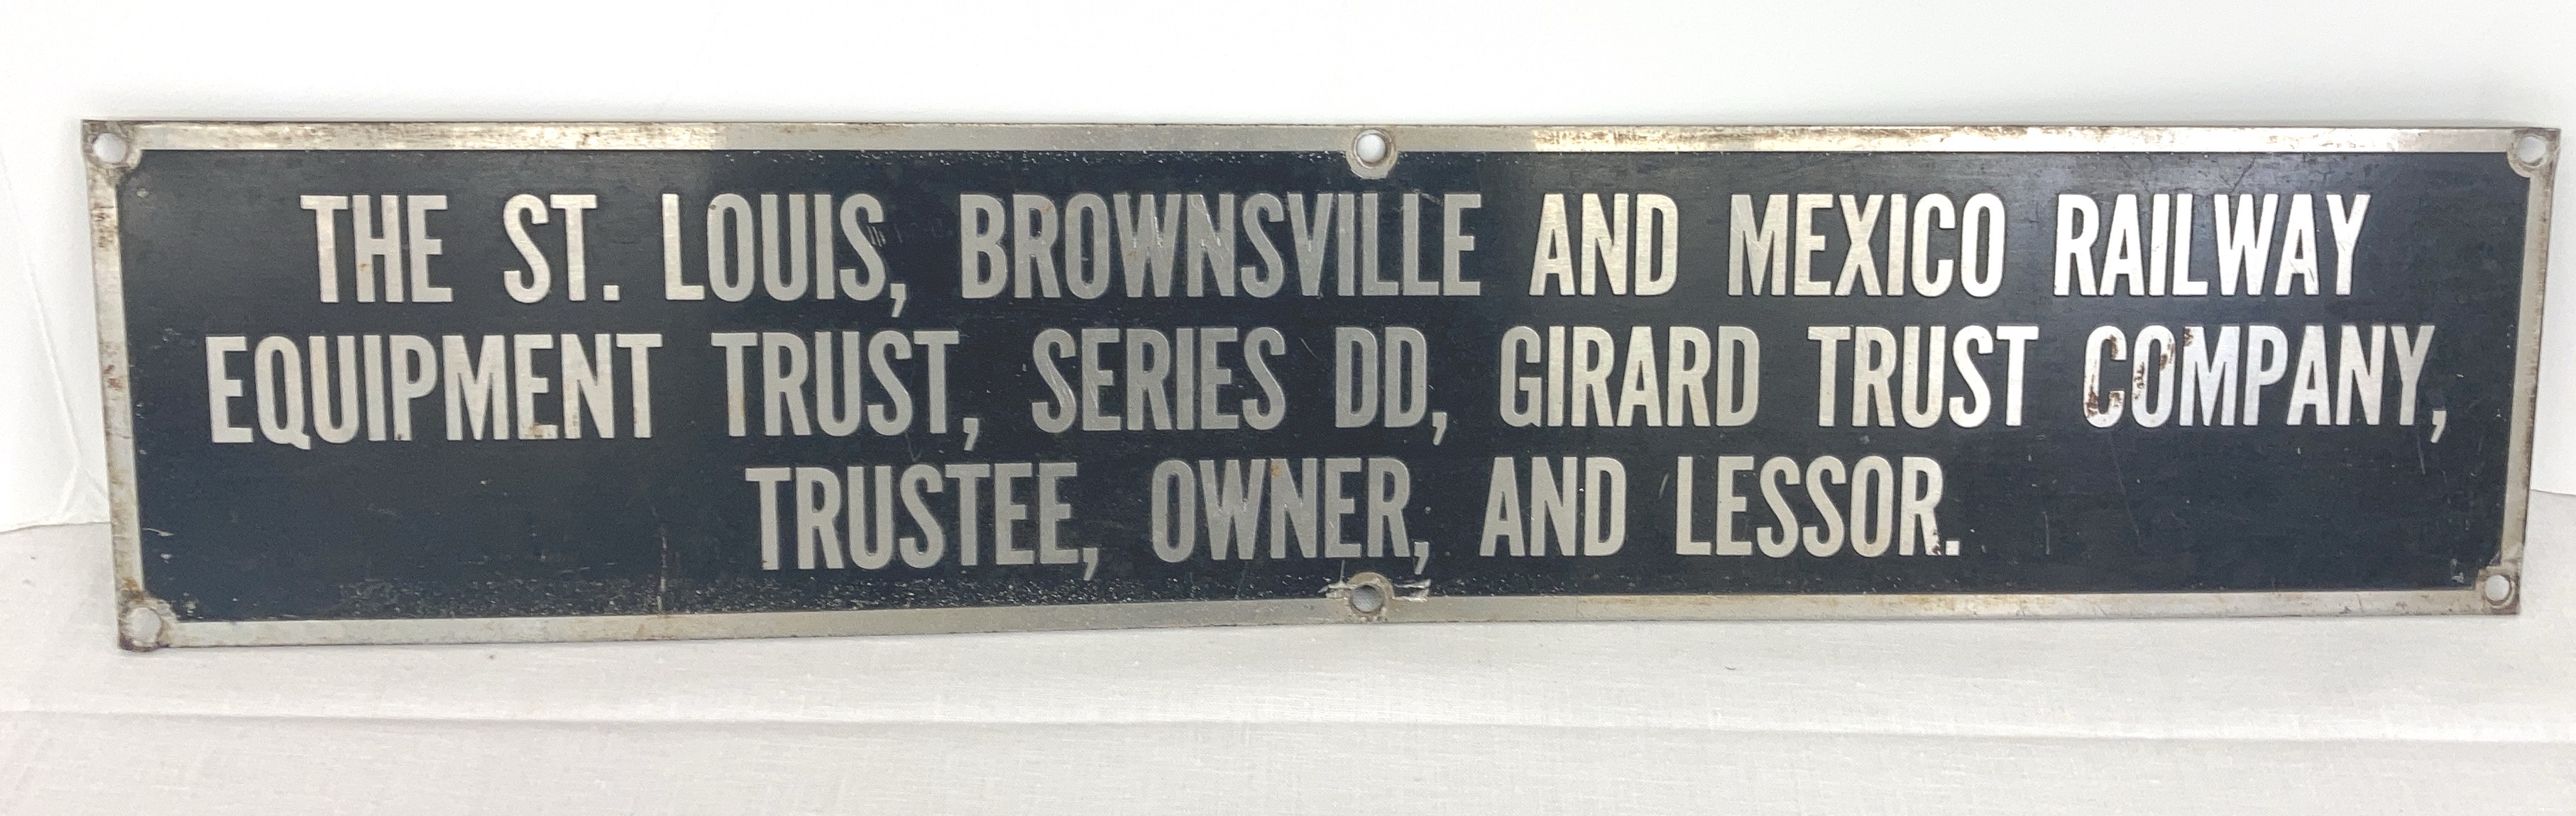 THE ST. LOUIS, BROWNSVILLE AND MEXICO RAILWAY
EQUIPMENT TRUST, SERIES DD, GIRARD TRUST COMPANY,
TRUSTEE, OWNER, AND LESSOR.